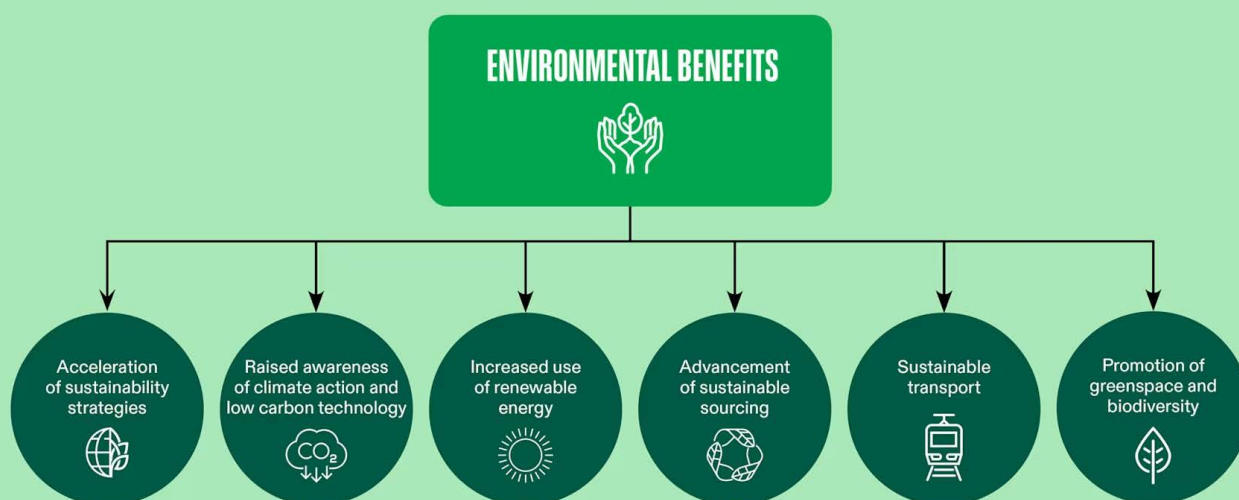 ENVIRONMENTAL BENEFITS
Acceleration
of sustainability
strategies
Raised awareness
of climate action and
low carbon technology
CO₂
Increased use
of renewable
energy
Advancement
of sustainable
sourcing
Sustainable
transport
Promotion of
greenspace and
biodiversity